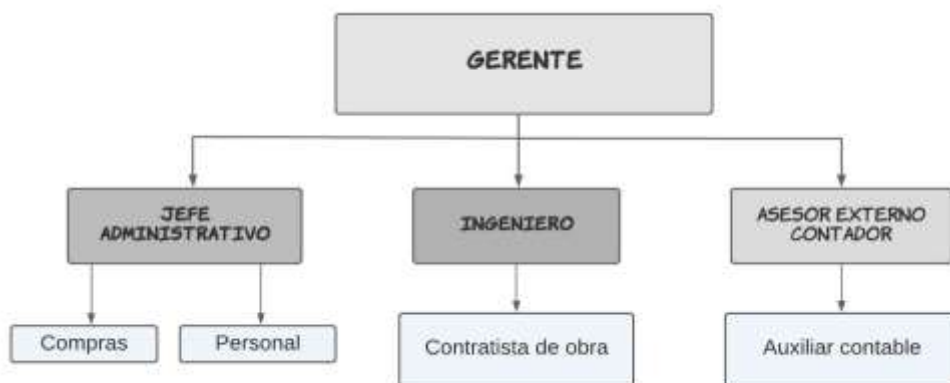 GERENTE
JEFE
ADMINISTRATIVO
INGENIERO
ASESOR EXTERNO
CONTADOR
Compras
Personal
Contratista de obra
Auxiliar contable